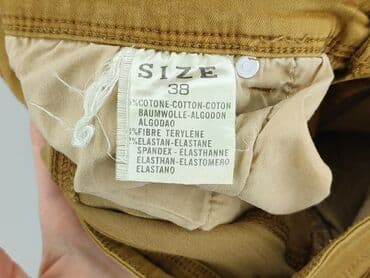 SIZE
38
%COTONE-COTTON-COTON
BAUMWOLLE-ALGODON
ALGODAO
%FIBRE TERYLENE
%ELASTAN-ELASTANE
SPANDEX - ELASTHANNE
ELASTHAN-ELASTOMERO
ELASTANO